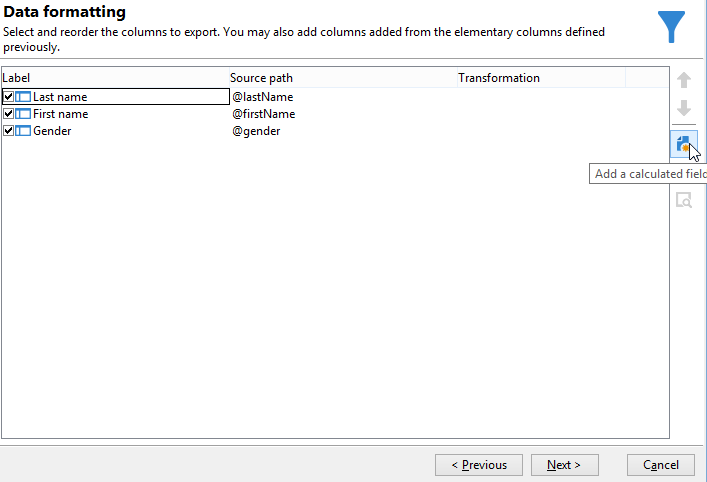 Data formatting
Select and reorder the columns to export. You may also add columns added from the elementary columns defined
previously.
Label Source path Transformation
Last name @lastName
First name @firstName
Gender @gender
Add a calculated field
< Previous Next > Cancel